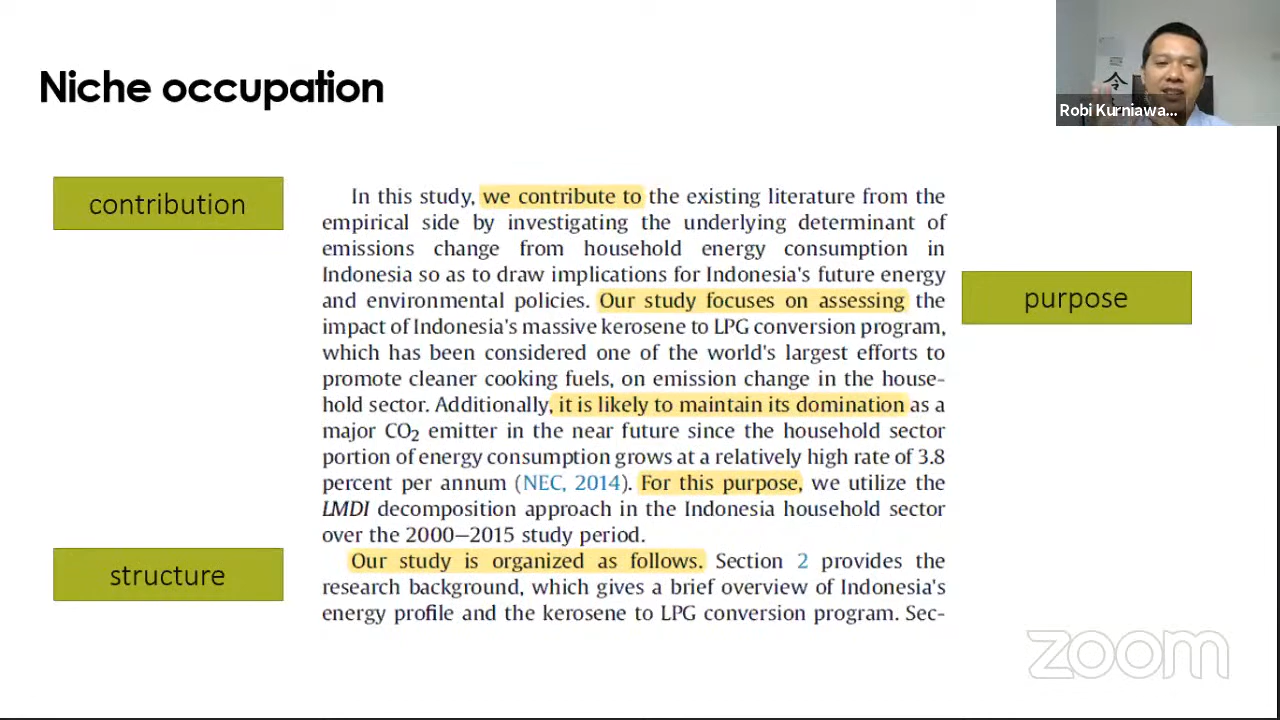 Niche occupation
令
Robi Kurniawa...
contribution
In this study, we contribute to the existing literature from the
empirical side by investigating the underlying determinant of
emissions change from household energy consumption in
Indonesia so as to draw implications for Indonesia's future energy
and environmental policies. Our study focuses on assessing the
impact of Indonesia's massive kerosene to LPG conversion program,
which has been considered one of the world's largest efforts to
promote cleaner cooking fuels, on emission change in the house-
hold sector. Additionally, it is likely to maintain its domination as a
major CO₂ emitter in the near future since the household sector
portion of energy consumption grows at a relatively high rate of 3.8
percent per annum (NEC, 2014). For this purpose, we utilize the
LMDI decomposition approach in the Indonesia household sector
over the 2000–2015 study period.
Our study is organized as follows. Section 2 provides the
research background, which gives a brief overview of Indonesia's
energy profile and the kerosene to LPG conversion program. Sec-
purpose
structure
zoom